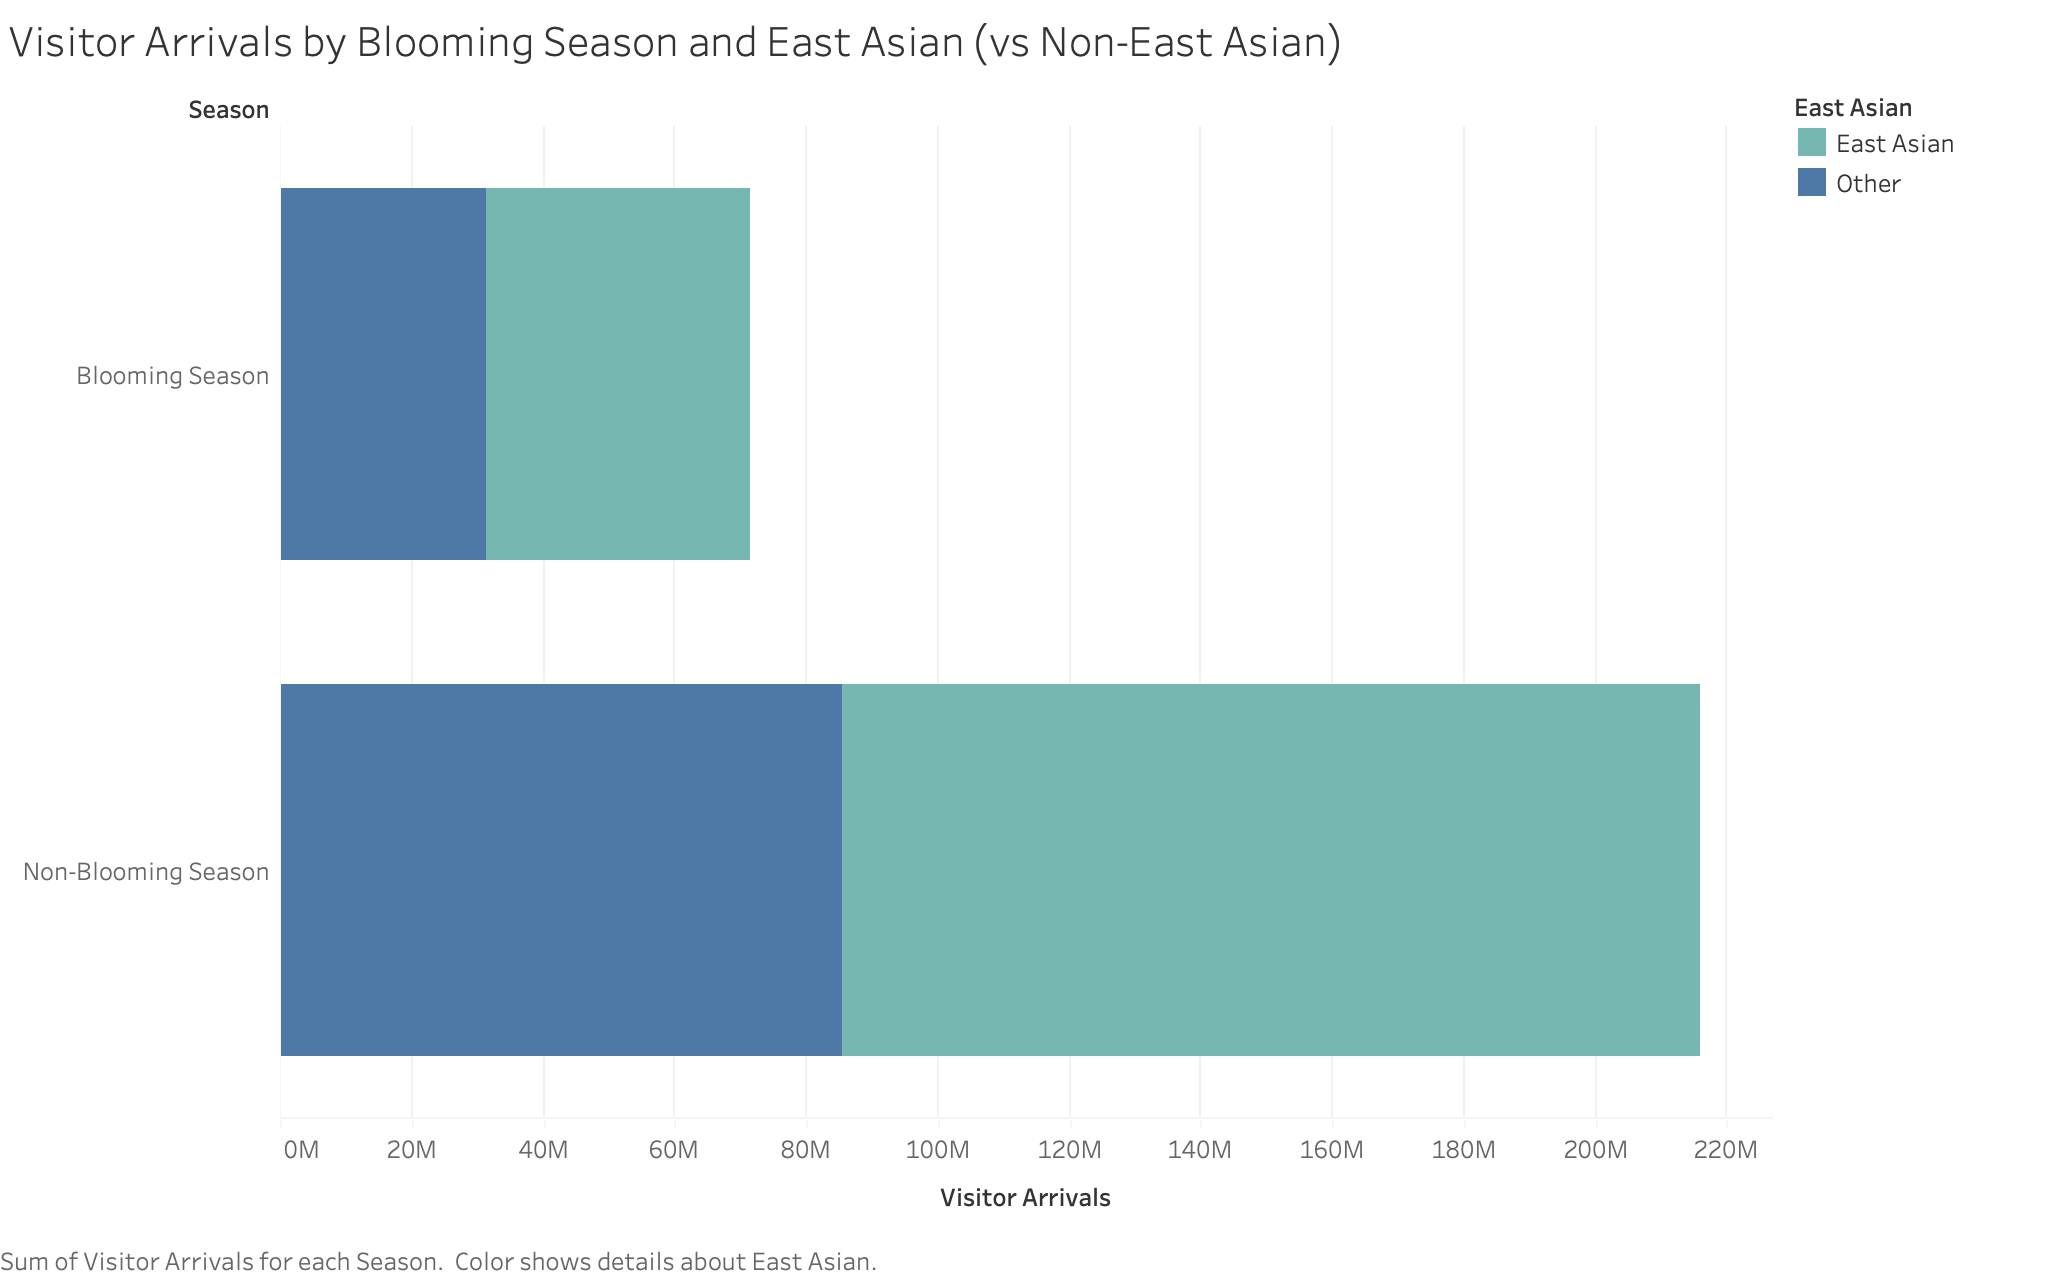 Visitor Arrivals by Blooming Season and East Asian (vs Non-East Asian)
Season
East Asian
East Asian
Other
Blooming Season
Non-Blooming Season
0M 20M 40M 60M 80M 100M 120M 140M 160M 180M 200M 220M
Visitor Arrivals
Sum of Visitor Arrivals for each Season.  Color shows details about East Asian.